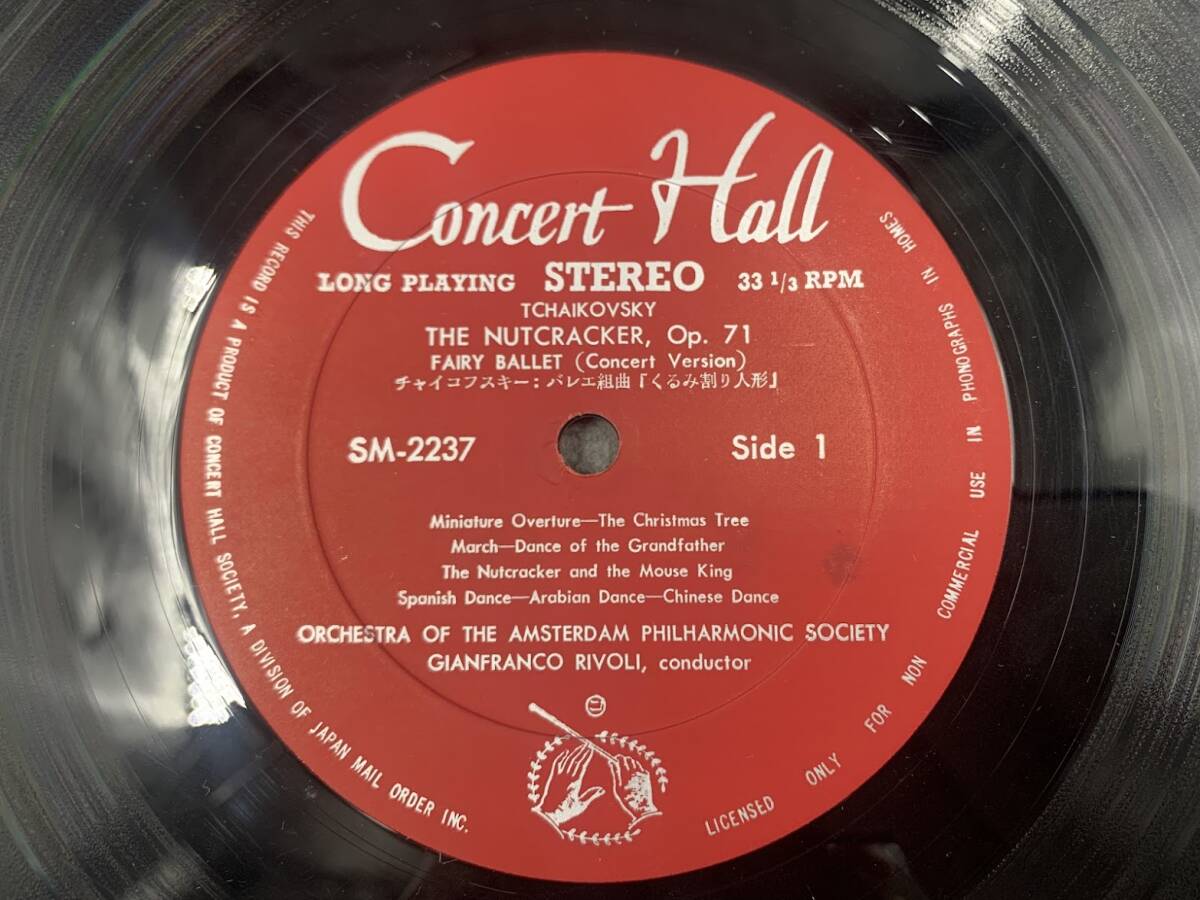 Concert Hall
LONG PLAYING STEREO 33 1/3 RPM
TCHAIKOVSKY
THE NUTCRACKER, Op. 71
FAIRY BALLET (Concert Version)
チャイコフスキー：バレエ組曲『くるみ割り人形』
SM-2237 Side 1
Miniature Overture—The Christmas Tree
March—Dance of the Grandfather
The Nutcracker and the Mouse King
Spanish Dance—Arabian Dance—Chinese Dance
ORCHESTRA OF THE AMSTERDAM PHILHARMONIC SOCIETY
GIANFRANCO RIVOLI, conductor
コ
THIS RECORD IS A PRODUCT OF CONCERT HALL SOCIETY, A DIVISION OF JAPAN MAIL ORDER INC.
LICENSED ONLY FOR NON COMMERCIAL USE IN PHONOGRAPHS IN HOMES